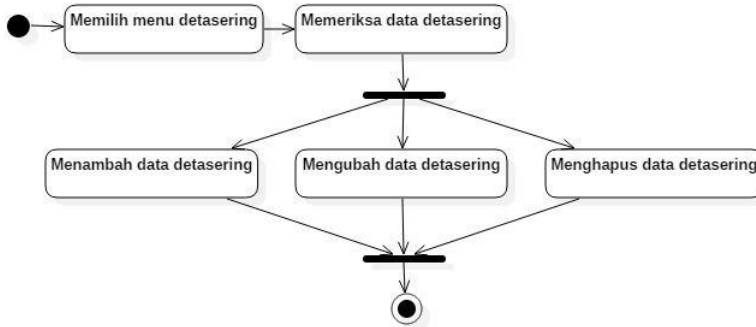 Memilih menu detasering
Memeriksa data detasering
Menambah data detasering
Mengubah data detasering
Menghapus data detasering